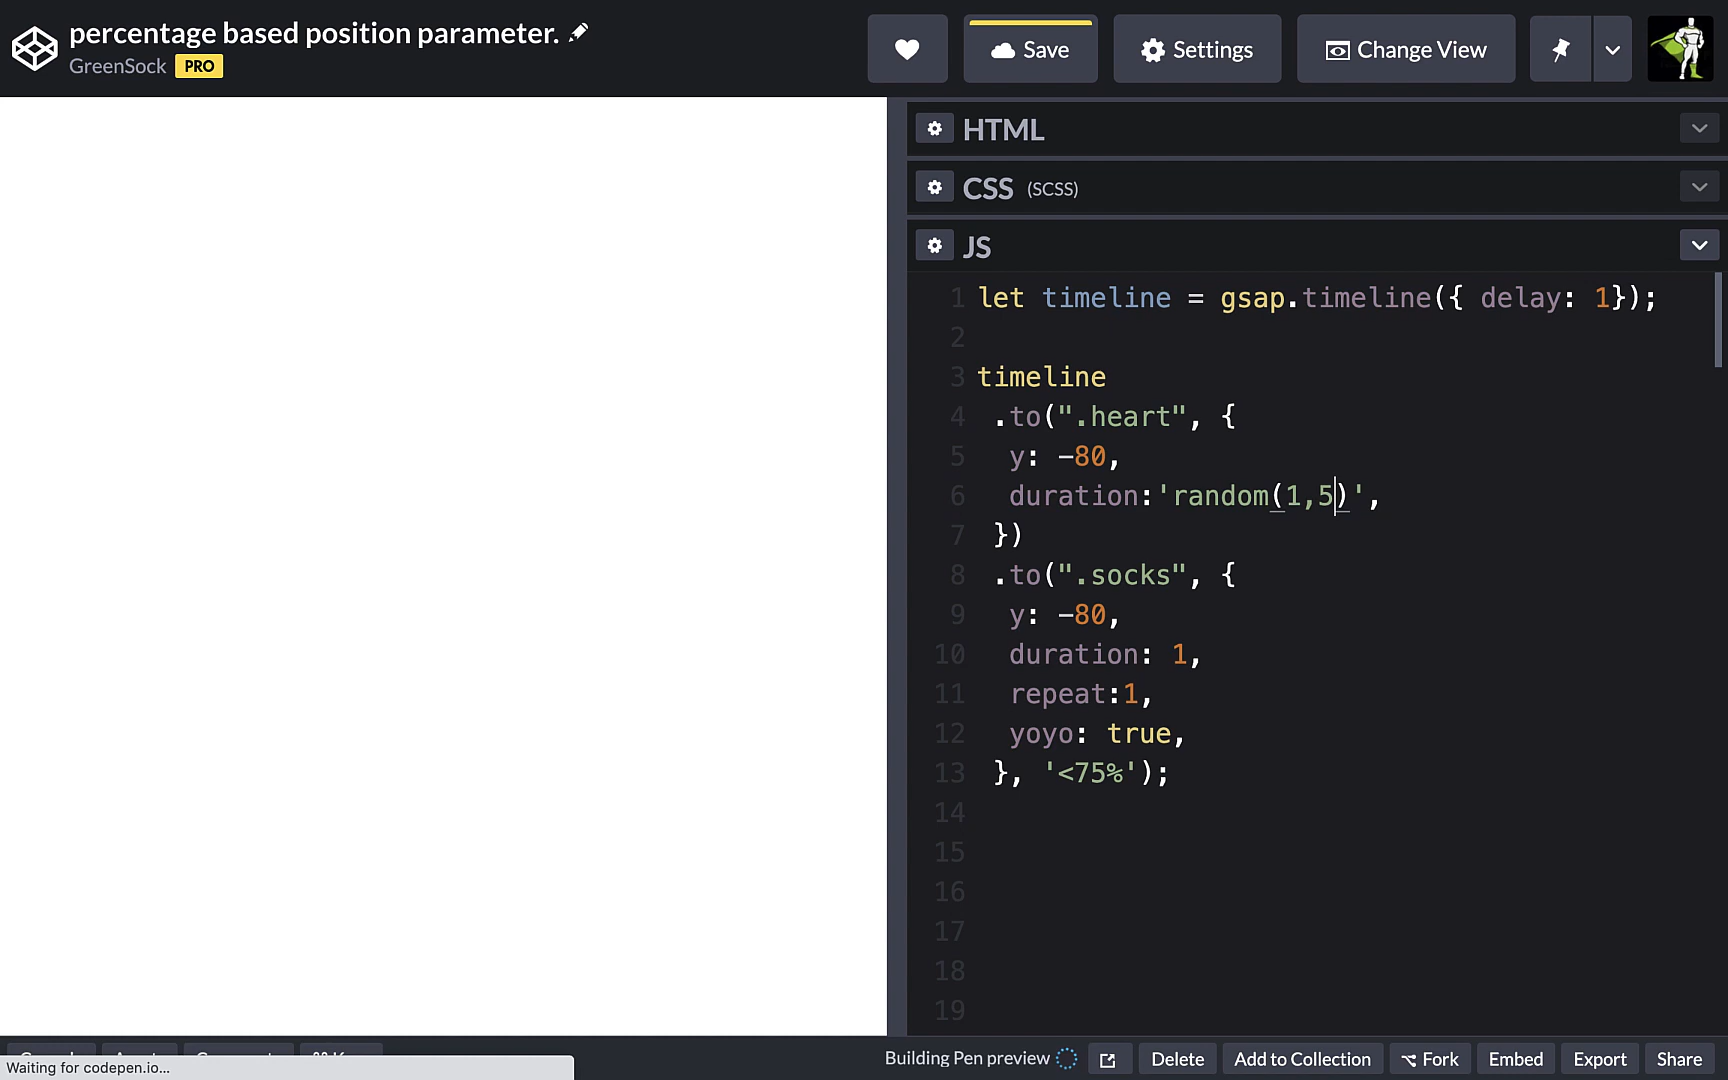 percentage based position parameter.
GreenSock PRO
Save
Settings
Change View
HTML
CSS (SCSS)
JS
1 let timeline = gsap.timeline({ delay: 1});
2
3 timeline
4 .to(".heart", {
5 y: -80,
6 duration:'random(1,5)',
7 })
8 .to(".socks", {
9 y: -80,
10 duration: 1,
11 repeat:1,
12 yoyo: true,
13 }, '<75%');
14
15
16
17
18
19
Waiting for codepen.io...
Building Pen preview
Delete
Add to Collection
Fork
Embed
Export
Share